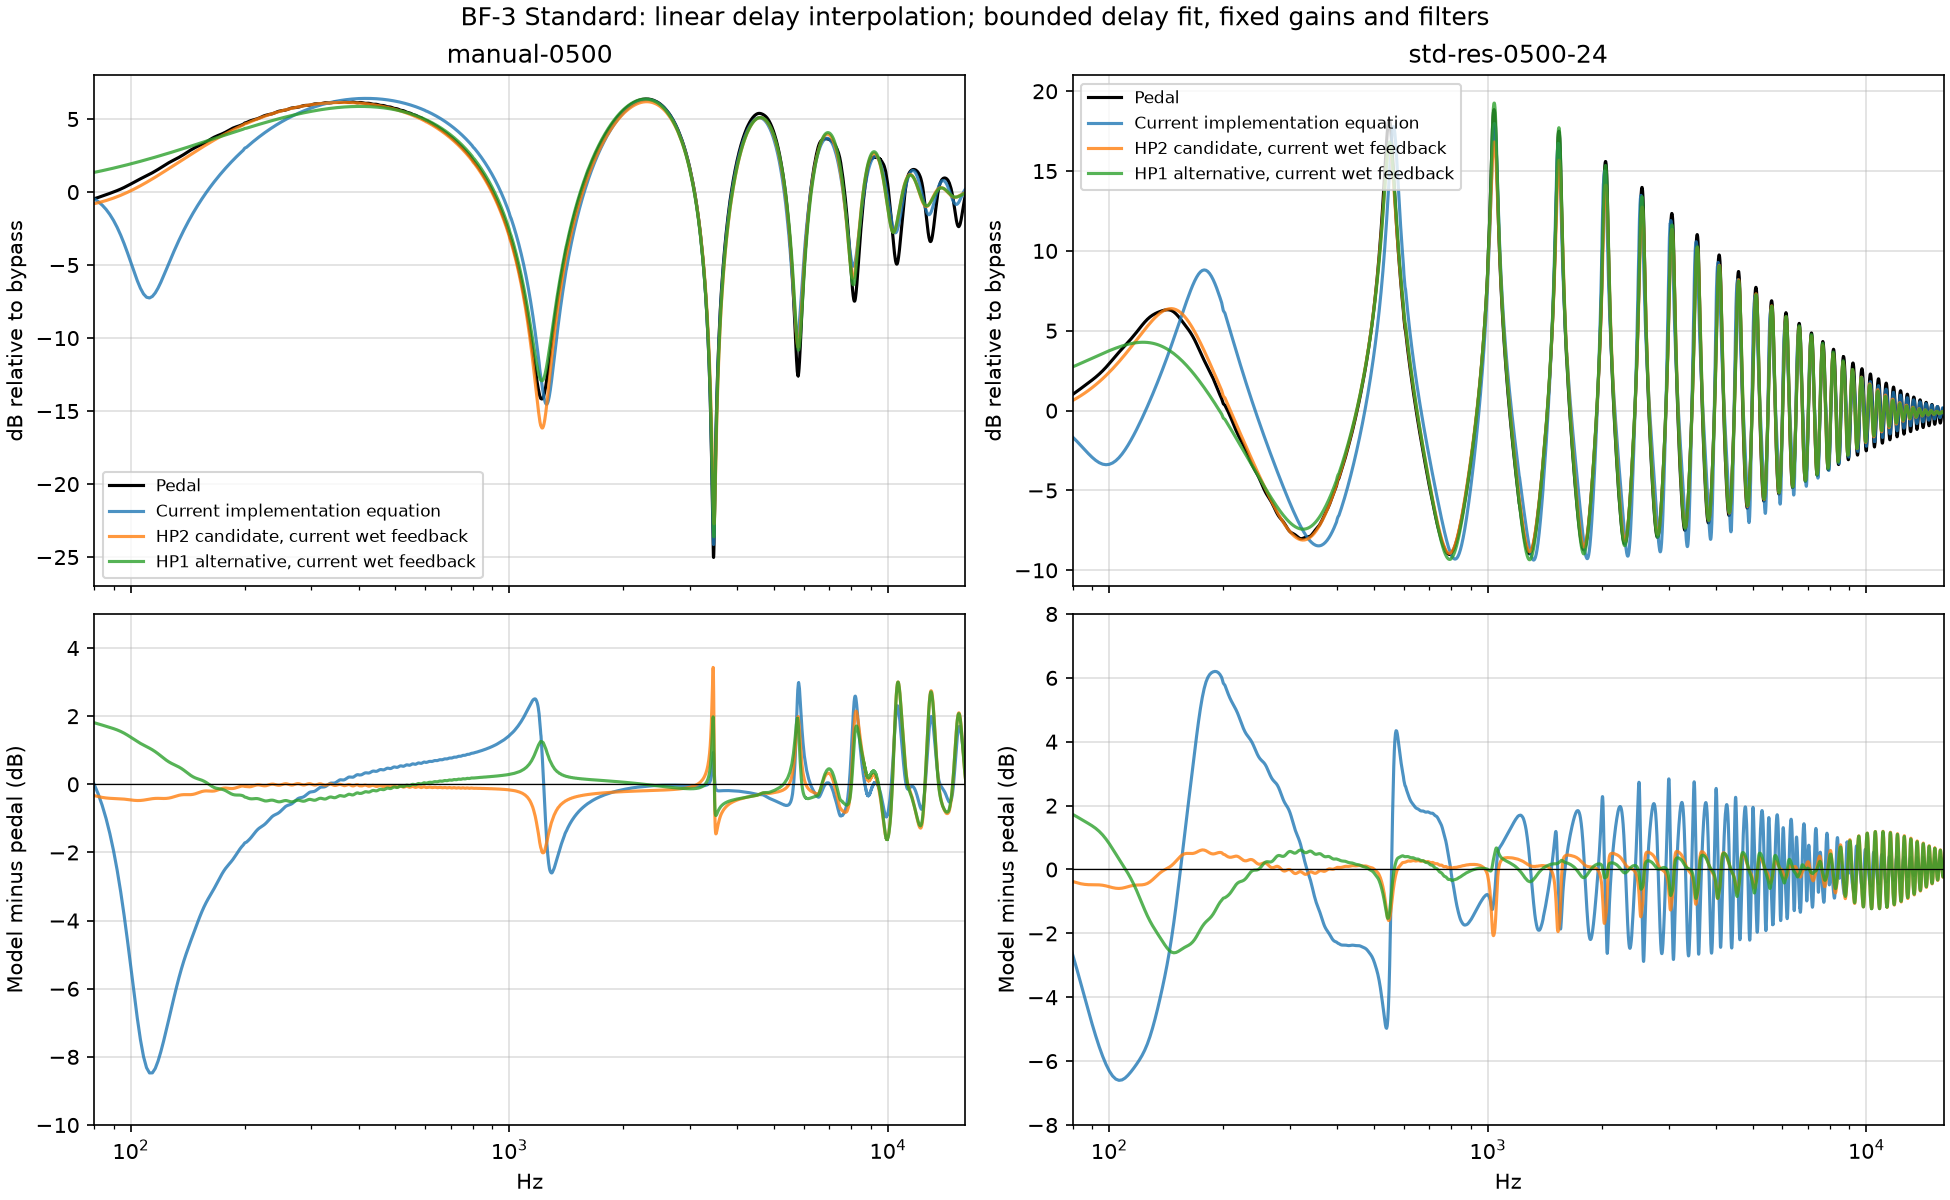 BF-3 Standard: linear delay interpolation; bounded delay fit, fixed gains and filters
manual-0500
dB relative to bypass
5
0
−5
−10
−15
−20
−25
Pedal
Current implementation equation
HP2 candidate, current wet feedback
HP1 alternative, current wet feedback
std-res-0500-24
dB relative to bypass
20
15
10
5
0
−5
−10
Pedal
Current implementation equation
HP2 candidate, current wet feedback
HP1 alternative, current wet feedback
Model minus pedal (dB)
4
2
0
−2
−4
−6
−8
−10
10²
10³
10⁴
Hz
Model minus pedal (dB)
8
6
4
2
0
−2
−4
−6
−8
10²
10³
10⁴
Hz